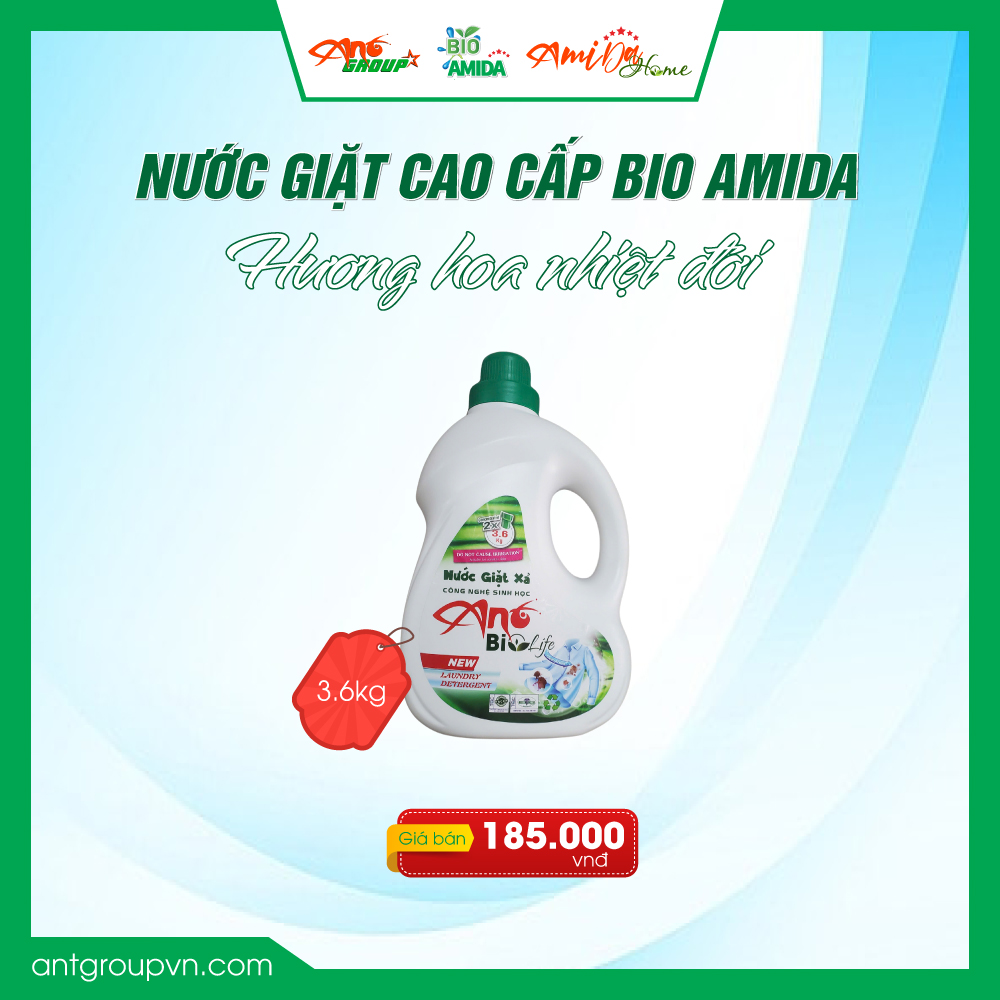 Ant
GROUP
BIO
AMIDA
AmiDa
Home
NƯỚC GIẶT CAO CẤP BIO AMIDA
Hương hoa nhiệt đới
2X
3.6
Kg
DO NOT CAUSE IRRITATION
Nước Giặt Xả
CÔNG NGHỆ SINH HỌC
Ant
Bio Life
NEW
LAUNDRY
DETERGENT
3.6kg
Giá bán 185.000
vnđ
antgroupvn.com